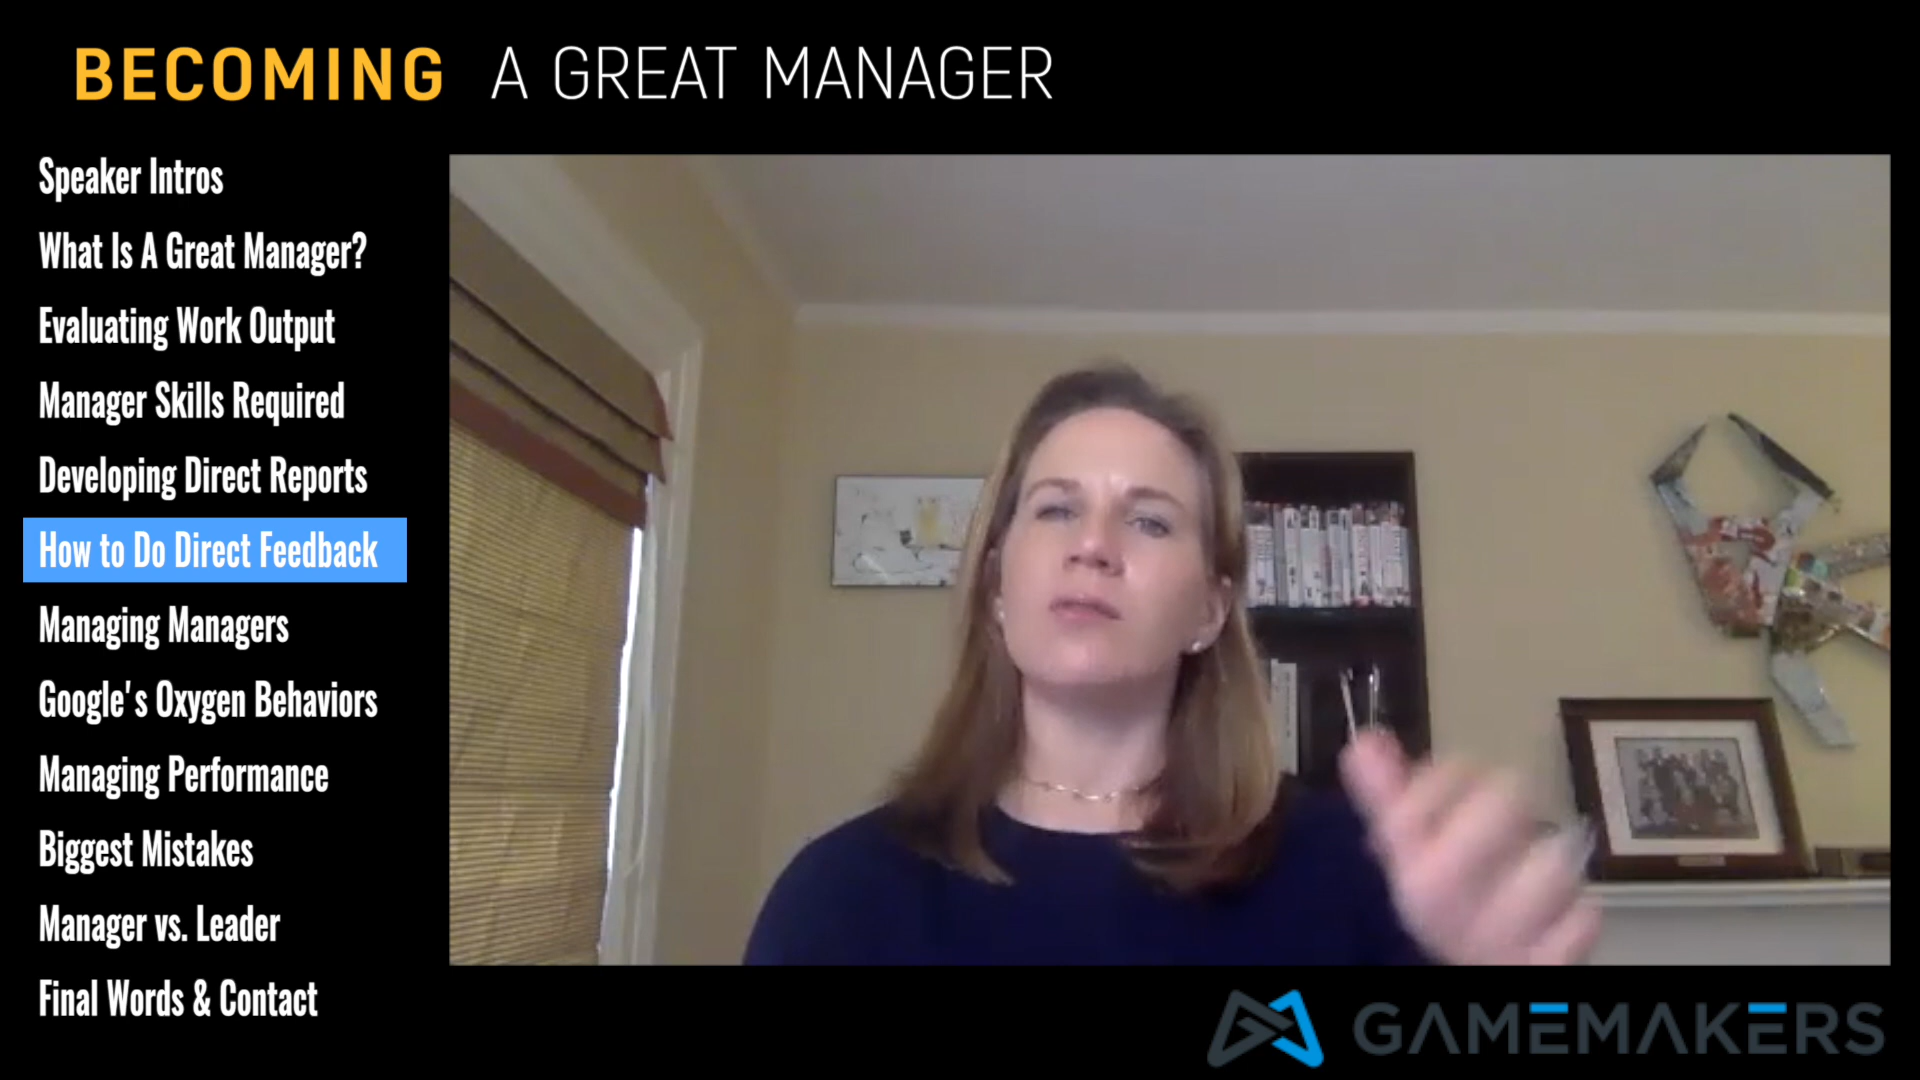 BECOMING A GREAT MANAGER
Speaker Intros
What Is A Great Manager?
Evaluating Work Output
Manager Skills Required
Developing Direct Reports
How to Do Direct Feedback
Managing Managers
Google's Oxygen Behaviors
Managing Performance
Biggest Mistakes
Manager vs. Leader
Final Words & Contact
GAMEMAKERS